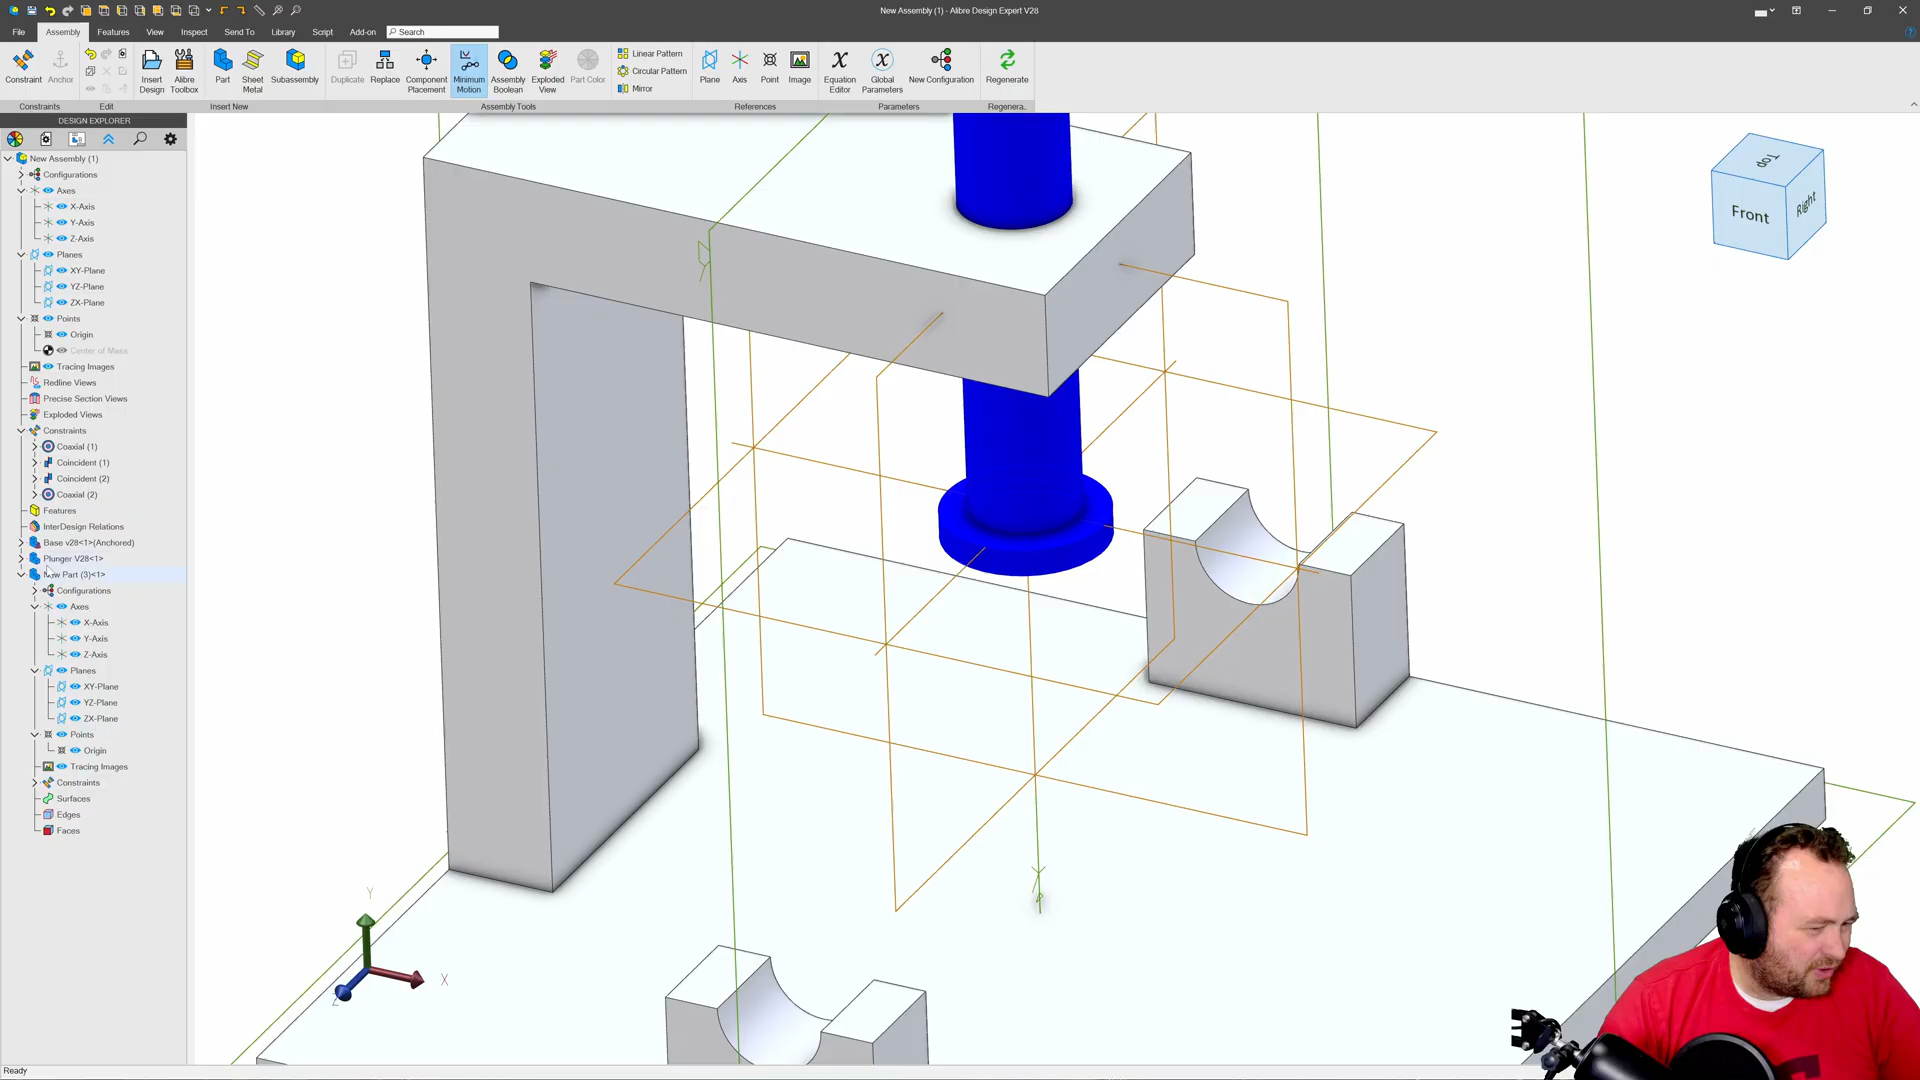 New Assembly (1) - Alibre Design Expert V28
File Assembly Features View Inspect Send To Library Script Add-on Search
Constraint Anchor
Insert Design Alibre Toolbox
Part Sheet Metal Subassembly
Duplicate Replace Component Placement Minimum Motion Assembly Boolean Exploded View Part Color
Linear Pattern
Circular Pattern
Mirror
Plane Axis Point Image
Equation Editor Global Parameters New Configuration
Regenerate
Constraints Edit Insert New Assembly Tools References Parameters Regenera..
DESIGN EXPLORER
New Assembly (1)
Configurations
Axes
X-Axis
Y-Axis
Z-Axis
Planes
XY-Plane
YZ-Plane
ZX-Plane
Points
Origin
Center of Mass
Tracing Images
Redline Views
Precise Section Views
Exploded Views
Constraints
Coaxial (1)
Coincident (1)
Coincident (2)
Coaxial (2)
Features
InterDesign Relations
Base v28<1>(Anchored)
Plunger V28<1>
New Part (3)<1>
Configurations
Axes
X-Axis
Y-Axis
Z-Axis
Planes
XY-Plane
YZ-Plane
ZX-Plane
Points
Origin
Tracing Images
Constraints
Surfaces
Edges
Faces
Top
Front
Right
Y
X
Z
Ready